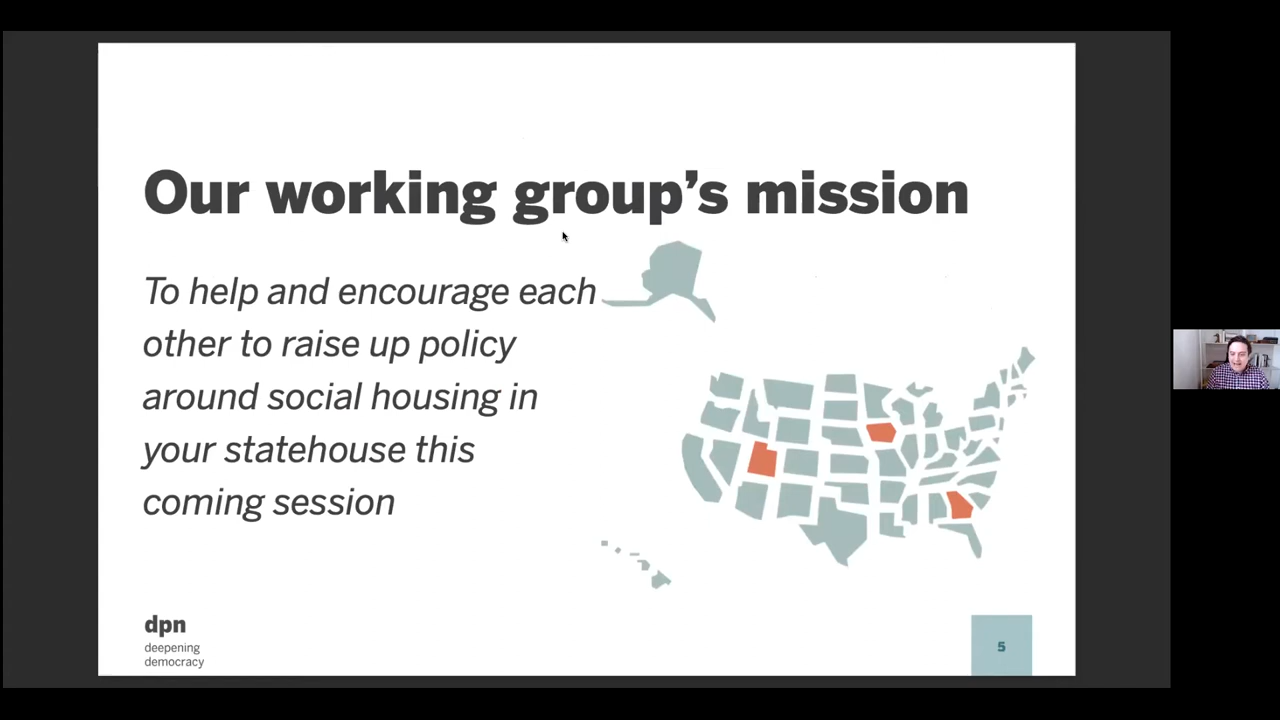 Our working group’s mission
To help and encourage each
other to raise up policy
around social housing in
your statehouse this
coming session
dpn
deepening
democracy
5